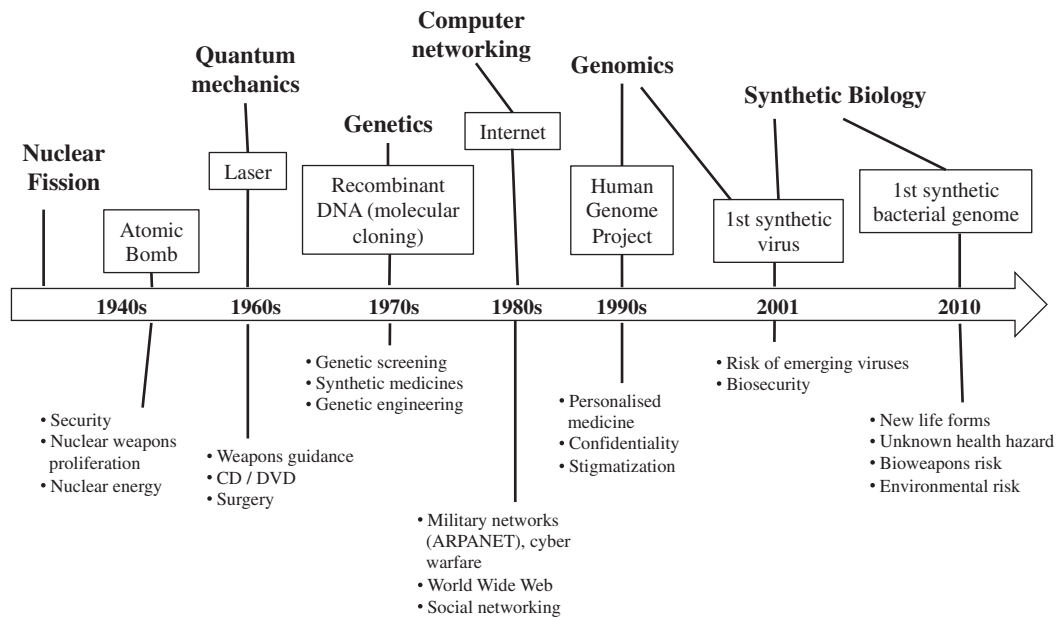 Nuclear
Fission
Atomic
Bomb
Quantum
mechanics
Laser
Genetics
Recombinant
DNA (molecular
cloning)
Computer
networking
Internet
Genomics
Human
Genome
Project
Synthetic Biology
1st synthetic
virus
1st synthetic
bacterial genome
1940s
1960s
1970s
1980s
1990s
2001
2010
• Security
• Nuclear weapons
proliferation
• Nuclear energy
• Weapons guidance
• CD / DVD
• Surgery
• Genetic screening
• Synthetic medicines
• Genetic engineering
• Military networks
(ARPANET), cyber
warfare
• World Wide Web
• Social networking
• Personalised
medicine
• Confidentiality
• Stigmatization
• Risk of emerging viruses
• Biosecurity
• New life forms
• Unknown health hazard
• Bioweapons risk
• Environmental risk